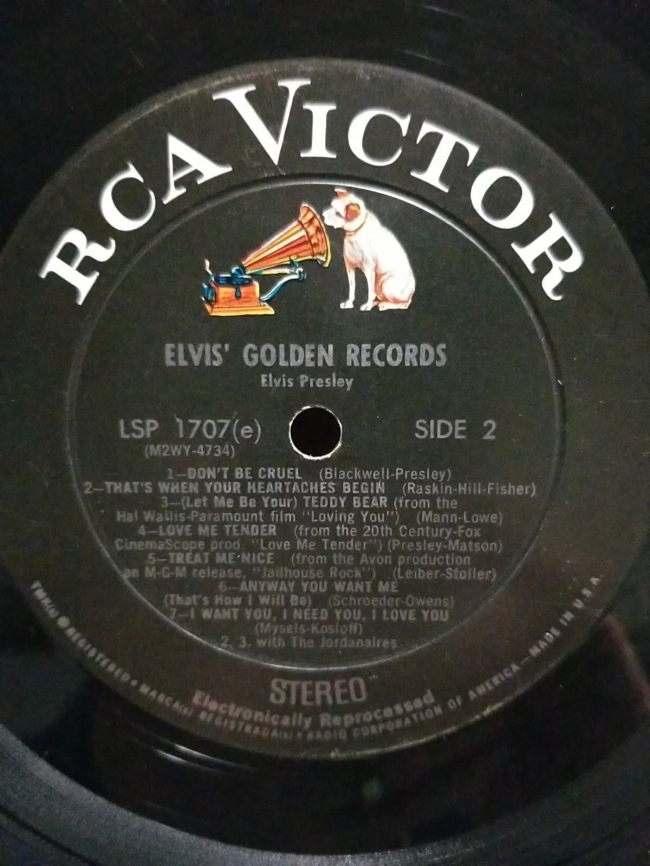 RCA VICTOR
ELVIS' GOLDEN RECORDS
Elvis Presley
LSP 1707(e)
SIDE 2
(M2WY-4734)
1—DON'T BE CRUEL (Blackwell-Presley)
2—THAT'S WHEN YOUR HEARTACHES BEGIN (Raskin-Hill-Fisher)
3—(Let Me Be Your) TEDDY BEAR (from the
Hal Wallis-Paramount film "Loving You") (Mann-Lowe)
4—LOVE ME TENDER (from the 20th Century-Fox
CinemaScope prod. "Love Me Tender") (Presley-Matson)
5—TREAT ME NICE (from the Avon production
an M-G-M release, "Jailhouse Rock") (Leiber-Stoller)
6—ANYWAY YOU WANT ME
(That's How I Will Be) (Schroeder-Owens)
7—I WANT YOU, I NEED YOU, I LOVE YOU
(Mysels-Kosloff)
2, 3, with The Jordanaires
STEREO
Electronically Reprocessed
TMK(s) ® REGISTERED • MARCA(s) REGISTRADA(s) • RADIO CORPORATION OF AMERICA—MADE IN U.S.A.